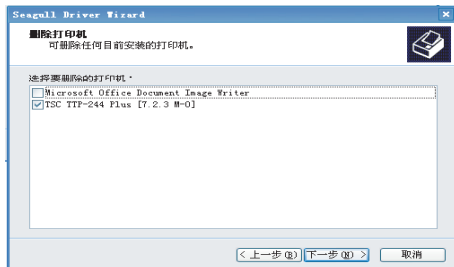 Seagull Driver Wizard
删除打印机
可删除任何目前安装的打印机。
选择要删除的打印机：
Microsoft Office Document Image Writer
TSC TTP-244 Plus [7.2.3 M-0]
< 上一步(B) 下一步(N) > 取消